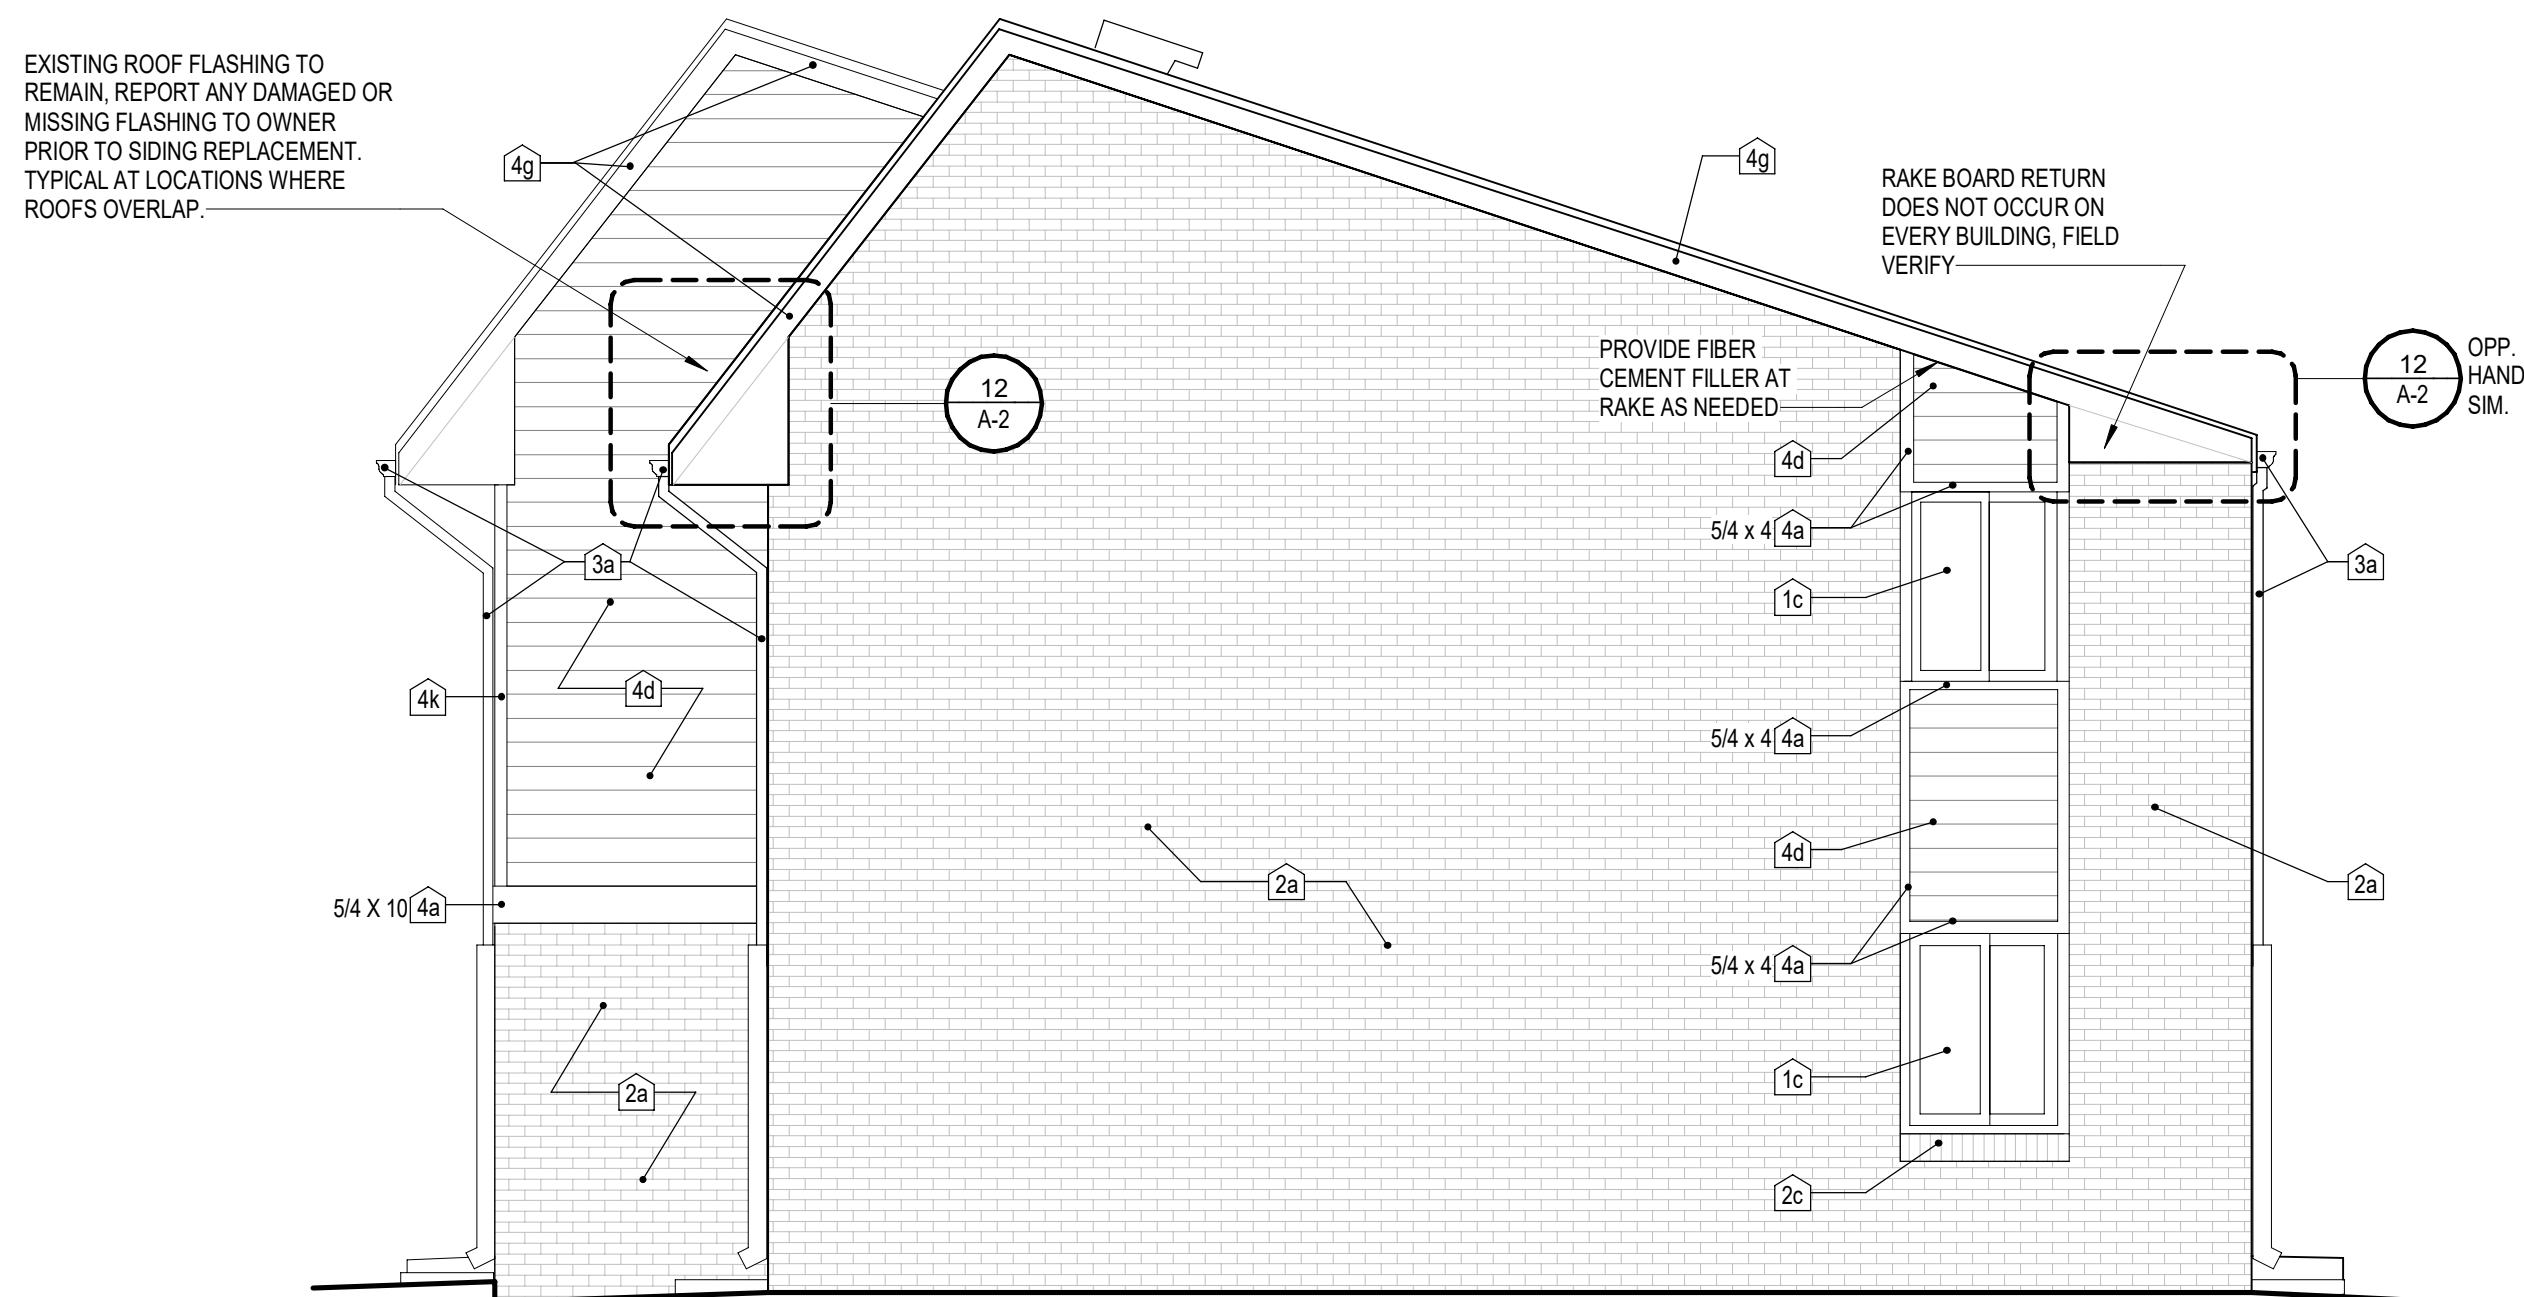 EXISTING ROOF FLASHING TO
REMAIN, REPORT ANY DAMAGED OR
MISSING FLASHING TO OWNER
PRIOR TO SIDING REPLACEMENT.
TYPICAL AT LOCATIONS WHERE
ROOFS OVERLAP.
4g
4g
RAKE BOARD RETURN
DOES NOT OCCUR ON
EVERY BUILDING, FIELD
VERIFY
12
A-2
PROVIDE FIBER
CEMENT FILLER AT
RAKE AS NEEDED
12
A-2
OPP.
HAND
SIM.
4d
5/4 x 4 4a
1c
3a
3a
4k
4d
5/4 x 4 4a
4d
2a
2a
5/4 X 10 4a
5/4 x 4 4a
1c
2a
2c